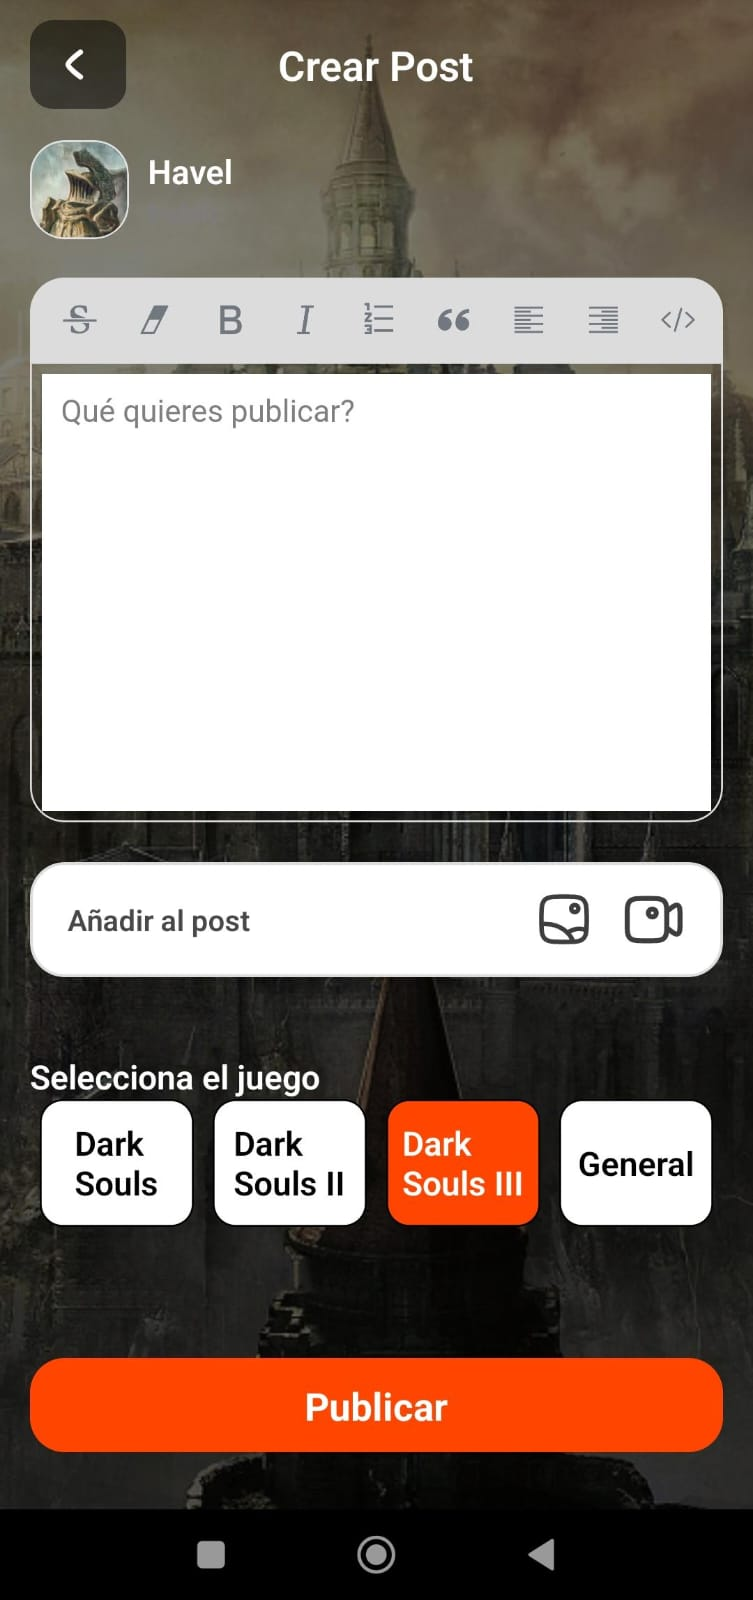 Crear Post
Havel
Qué quieres publicar?
Añadir al post
Selecciona el juego
Dark
Souls
Dark
Souls II
Dark
Souls III
General
Publicar